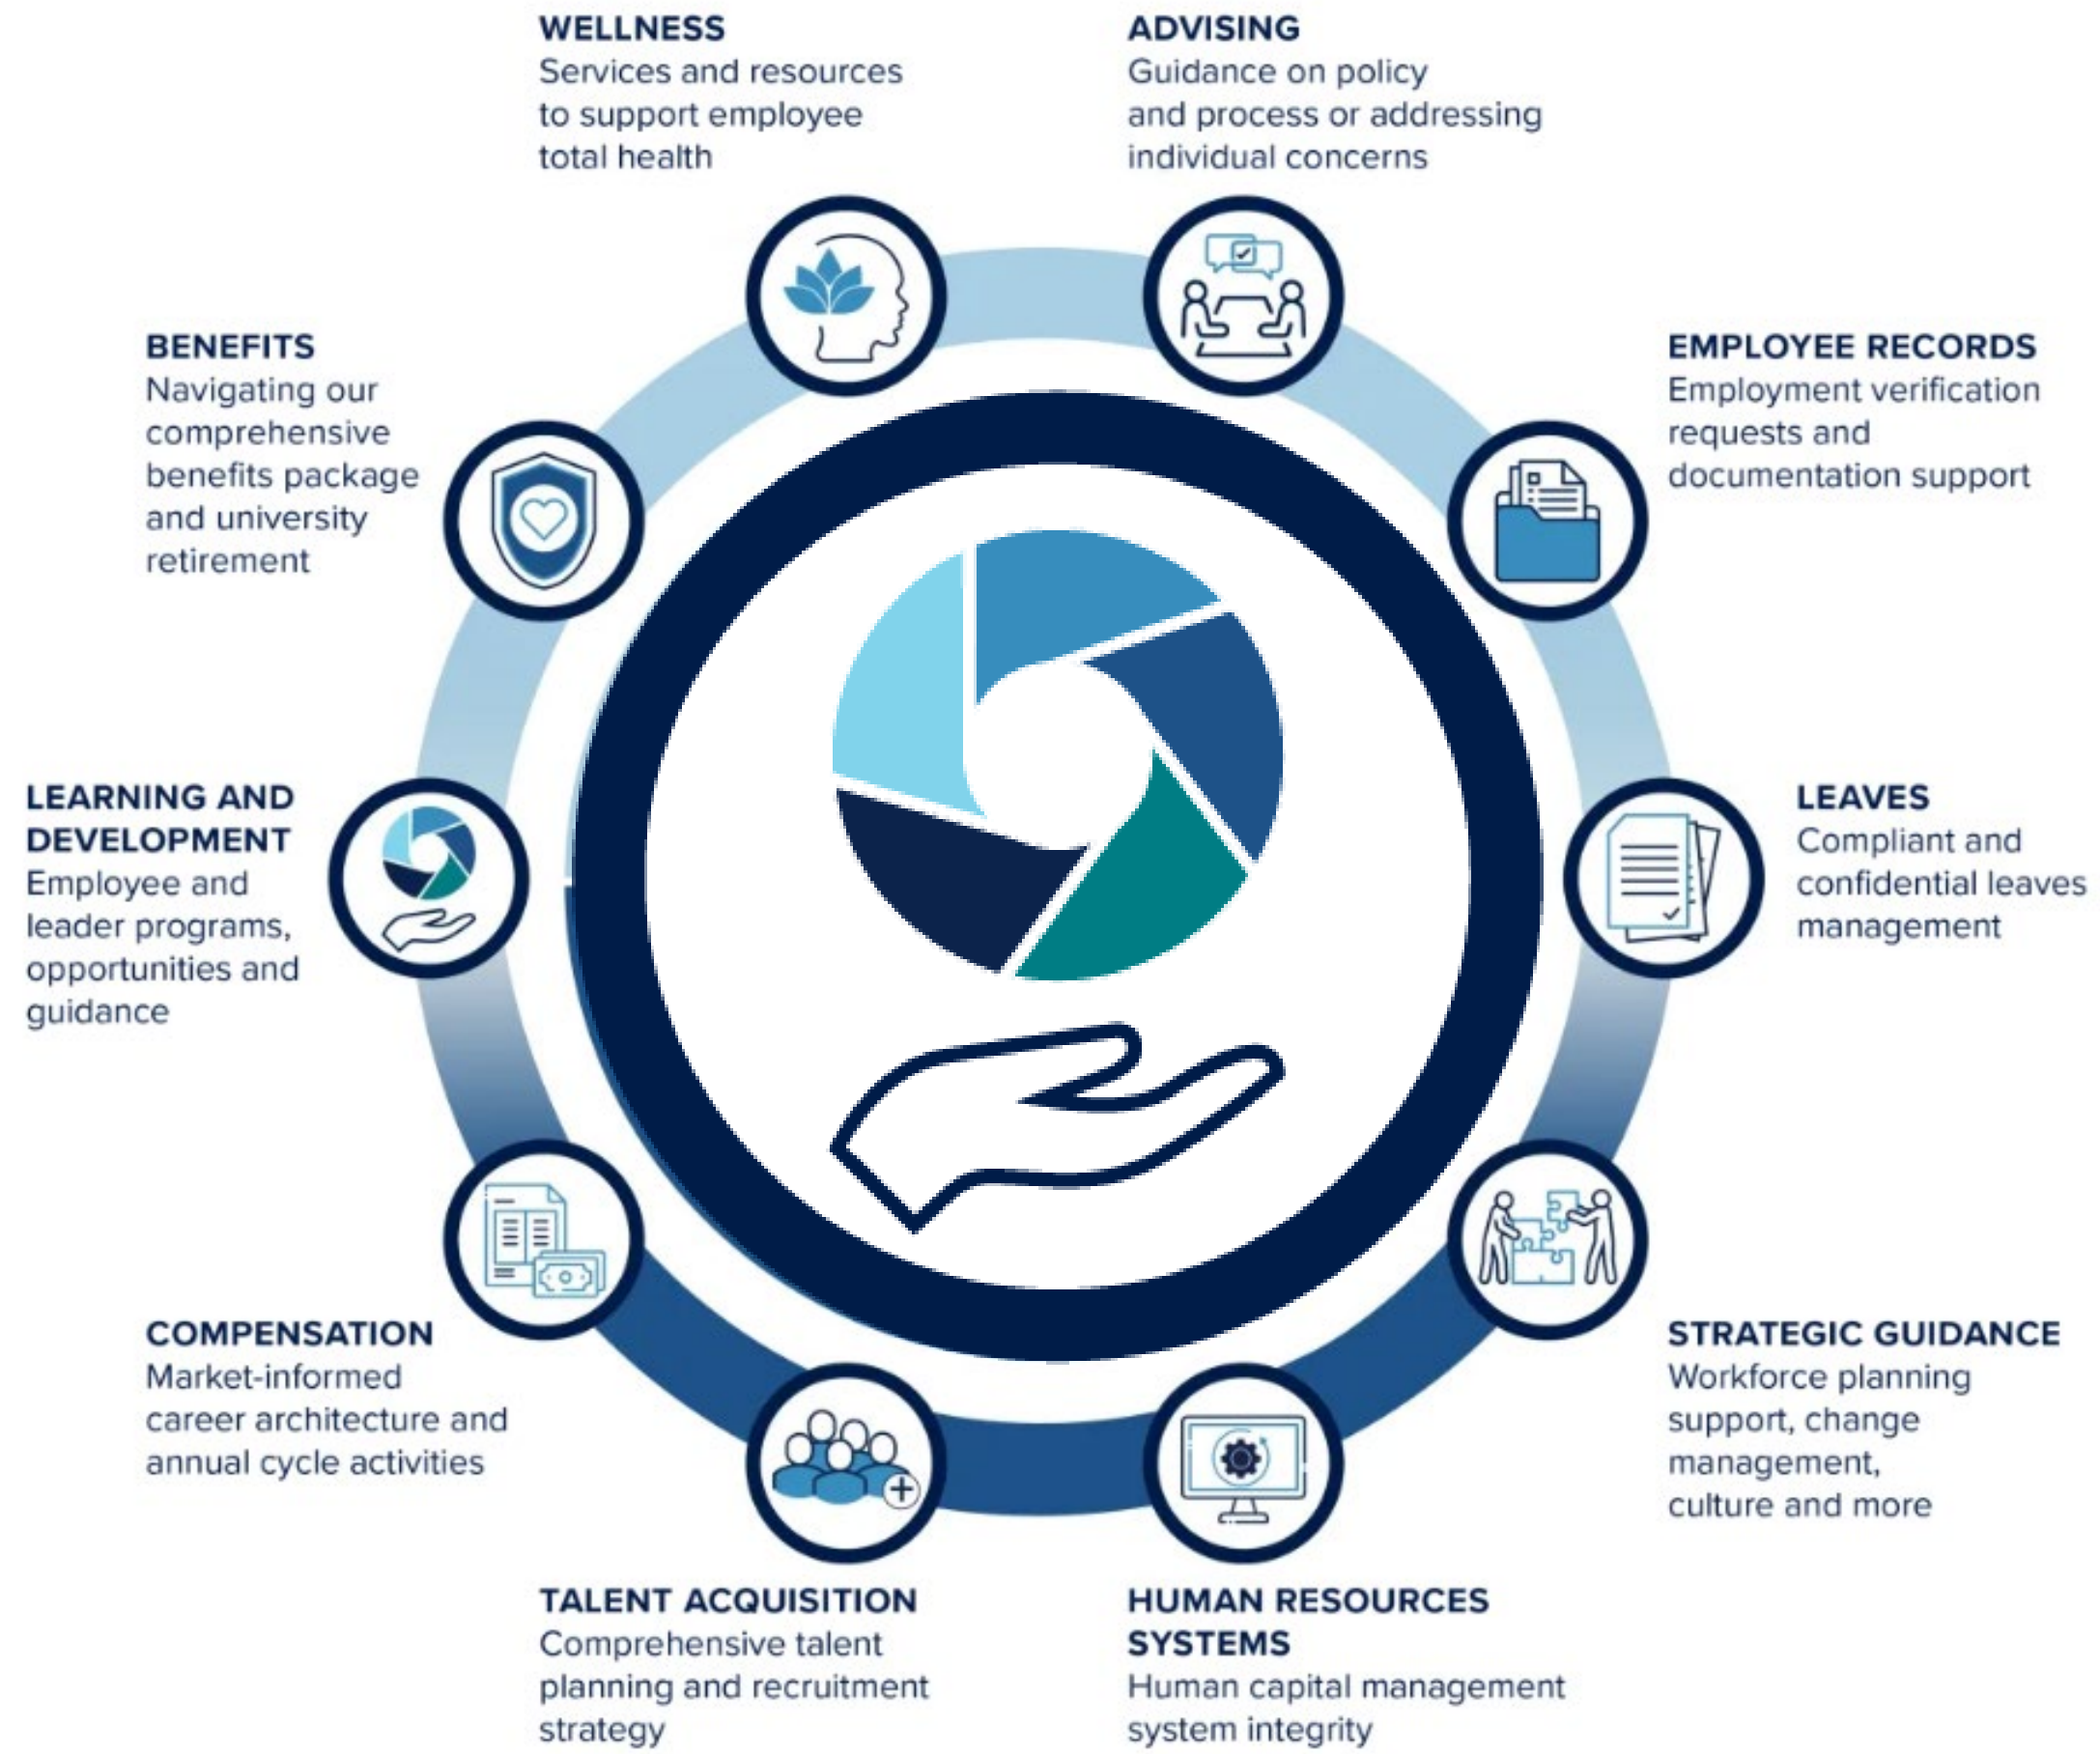 WELLNESS
Services and resources
to support employee
total health
ADVISING
Guidance on policy
and process or addressing
individual concerns
EMPLOYEE RECORDS
Employment verification
requests and
documentation support
LEAVES
Compliant and
confidential leaves
management
STRATEGIC GUIDANCE
Workforce planning
support, change
management,
culture and more
HUMAN RESOURCES
SYSTEMS
Human capital management
system integrity
TALENT ACQUISITION
Comprehensive talent
planning and recruitment
strategy
COMPENSATION
Market-informed
career architecture and
annual cycle activities
LEARNING AND
DEVELOPMENT
Employee and
leader programs,
opportunities and
guidance
BENEFITS
Navigating our
comprehensive
benefits package
and university
retirement